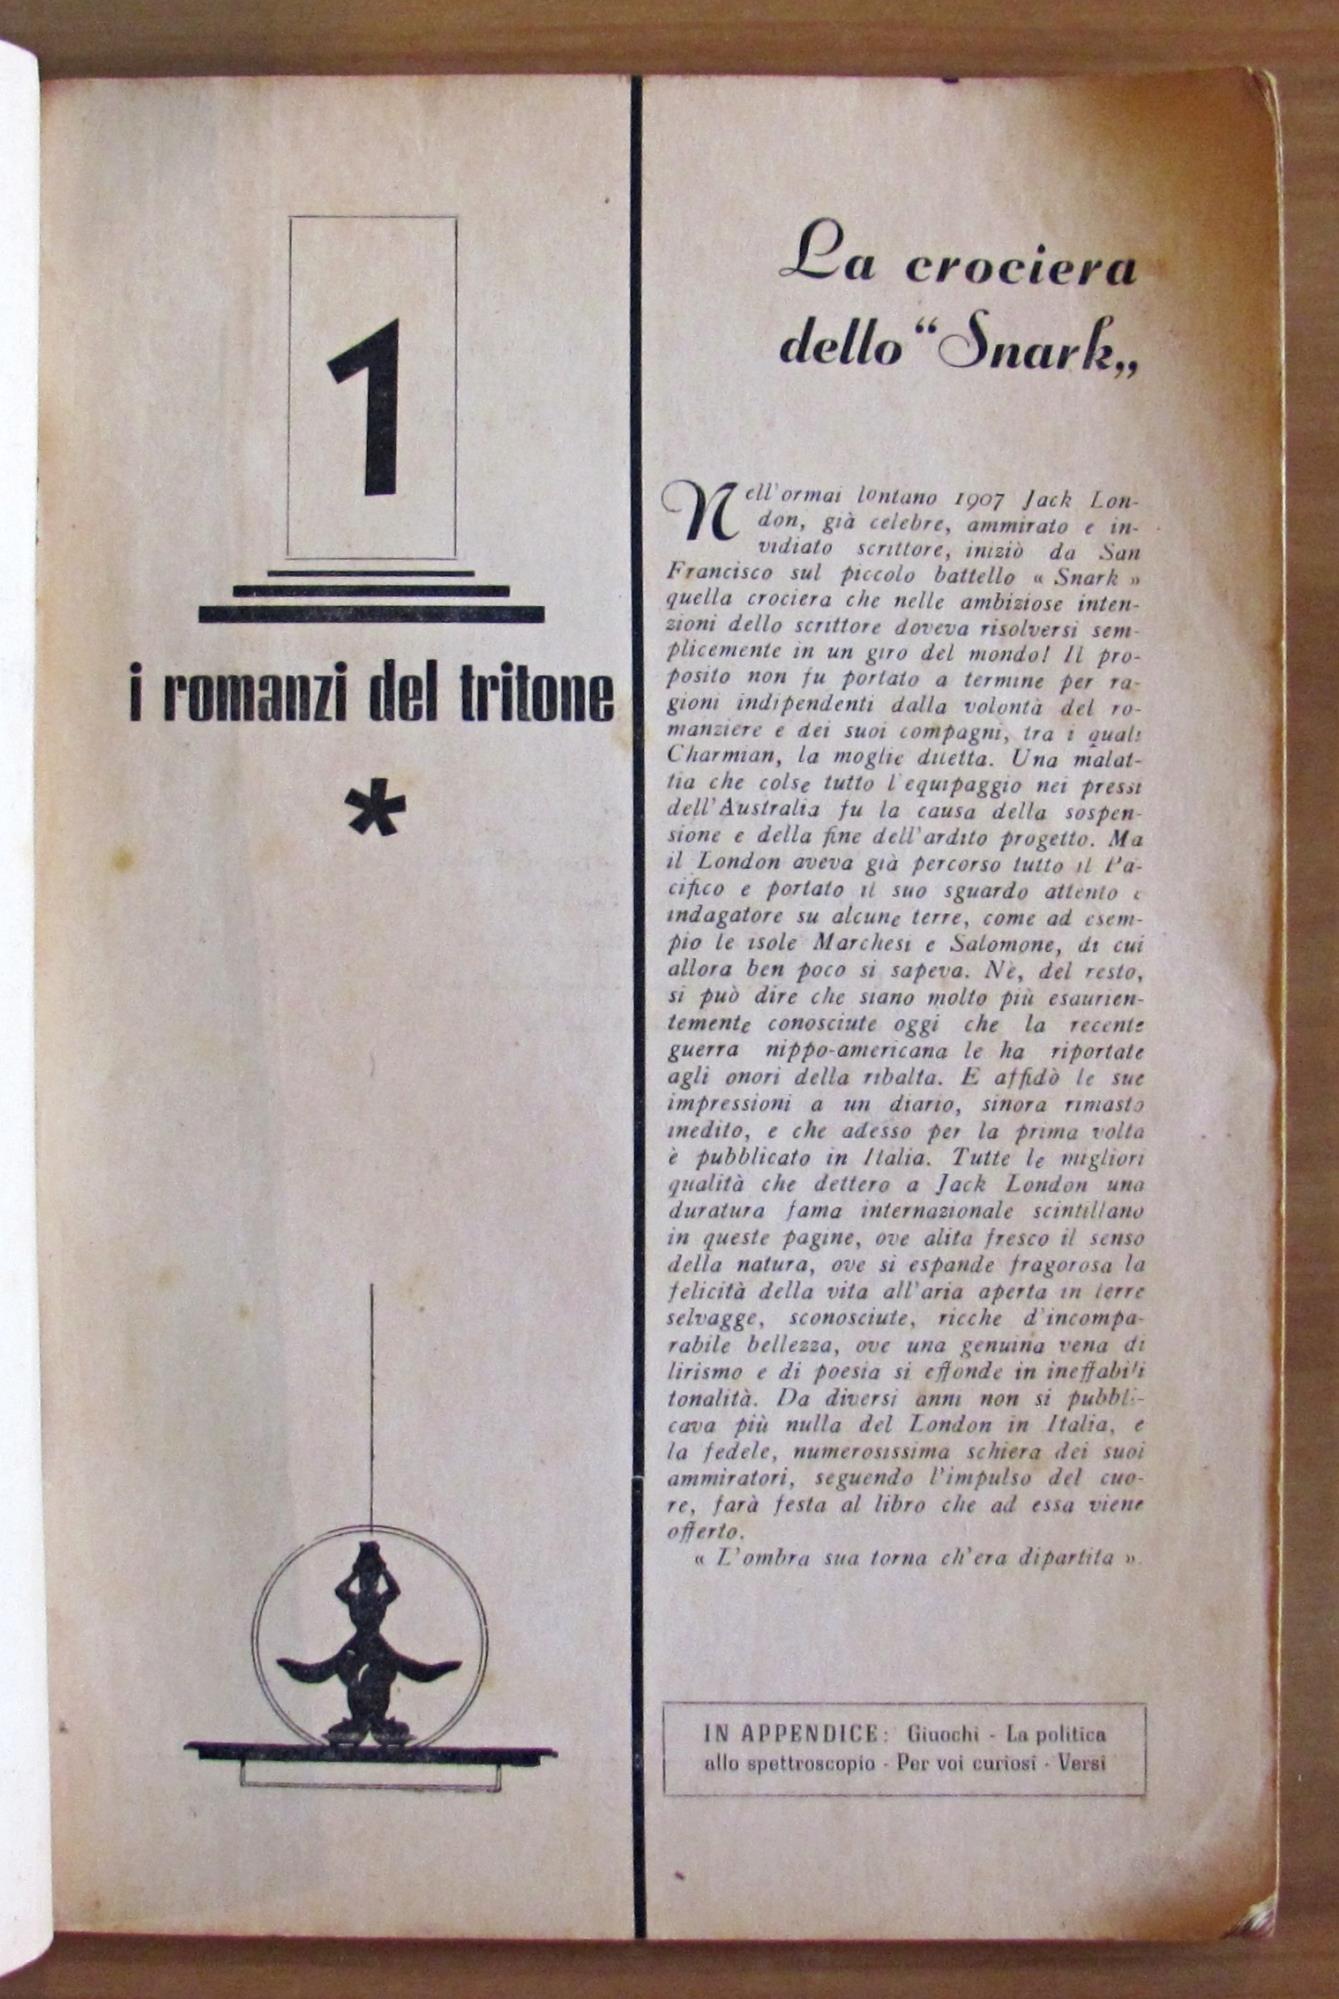 1
i romanzi del tritone
*
La crociera
dello “Snark„
Nell'ormai lontano 1907 Jack Lon-
don, già celebre, ammirato e in-
vidiato scrittore, iniziò da San
Francisco sul piccolo battello « Snark »
quella crociera che nelle ambiziose inten-
zioni dello scrittore doveva risolversi sem-
plicemente in un giro del mondo! Il pro-
posito non fu portato a termine per ra-
gioni indipendenti dalla volontà del ro-
manziere e dei suoi compagni, tra i quali
Charmian, la moglie diletta. Una malat-
tia che colse tutto l'equipaggio nei pressi
dell'Australia fu la causa della sospen-
sione e della fine dell'ardito progetto. Ma
il London aveva già percorso tutto il Pa-
cifico e portato il suo sguardo attento e
indagatore su alcune terre, come ad esem-
pio le isole Marchesi e Salomone, di cui
allora ben poco si sapeva. Nè, del resto,
si può dire che siano molto più esaurien-
temente conosciute oggi che la recente
guerra nippo-americana le ha riportate
agli onori della ribalta. E affidò le sue
impressioni a un diario, sinora rimasto
inedito, e che adesso per la prima volta
è pubblicato in Italia. Tutte le migliori
qualità che dettero a Jack London una
duratura fama internazionale scintillano
in queste pagine, ove alita fresco il senso
della natura, ove si espande fragorosa la
felicità della vita all'aria aperta in terre
selvagge, sconosciute, ricche d'incompa-
rabile bellezza, ove una genuina vena di
lirismo e di poesia si effonde in ineffabili
tonalità. Da diversi anni non si pubbli-
cava più nulla del London in Italia, e
la fedele, numerosissima schiera dei suoi
ammiratori, seguendo l'impulso del cuo-
re, farà festa al libro che ad essa viene
offerto.
« L'ombra sua torna ch'era dipartita ».
IN APPENDICE: Giuochi - La politica
allo spettroscopio - Per voi curiosi - Versi